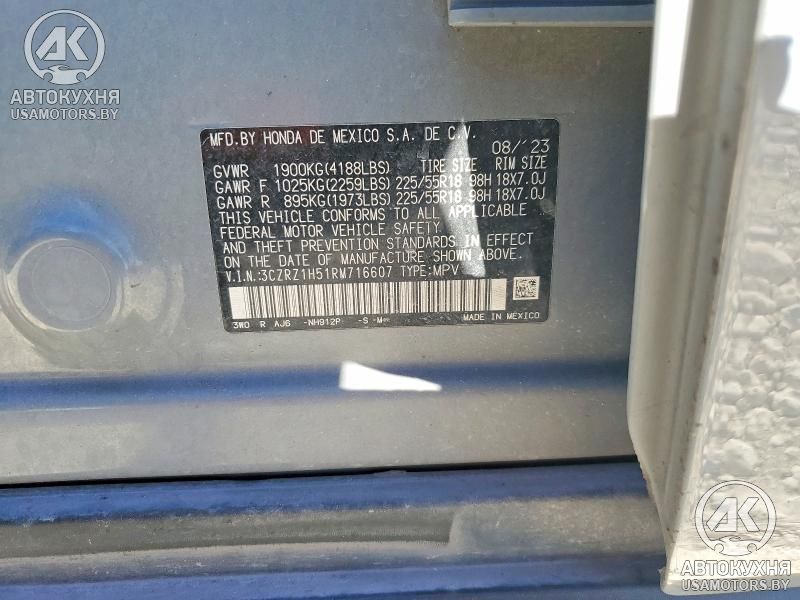 AK
АВТОКУХНЯ
USAMOTORS.BY
MFD.BY HONDA DE MEXICO S.A. DE C.V. 08/'23
GVWR 1900KG(4188LBS) TIRE SIZE RIM SIZE
GAWR F 1025KG(2259LBS) 225/55R18 98H 18X7.0J
GAWR R 895KG(1973LBS) 225/55R18 98H 18X7.0J
THIS VEHICLE CONFORMS TO ALL APPLICABLE
FEDERAL MOTOR VEHICLE SAFETY
AND THEFT PREVENTION STANDARDS IN EFFECT
ON THE DATE OF MANUFACTURE SHOWN ABOVE.
V.I.N.:3CZRZ1H51RM716607 TYPE:MPV
3W0 R AJ6 -NH912P -S -M MADE IN MEXICO
AK
АВТОКУХНЯ
USAMOTORS.BY